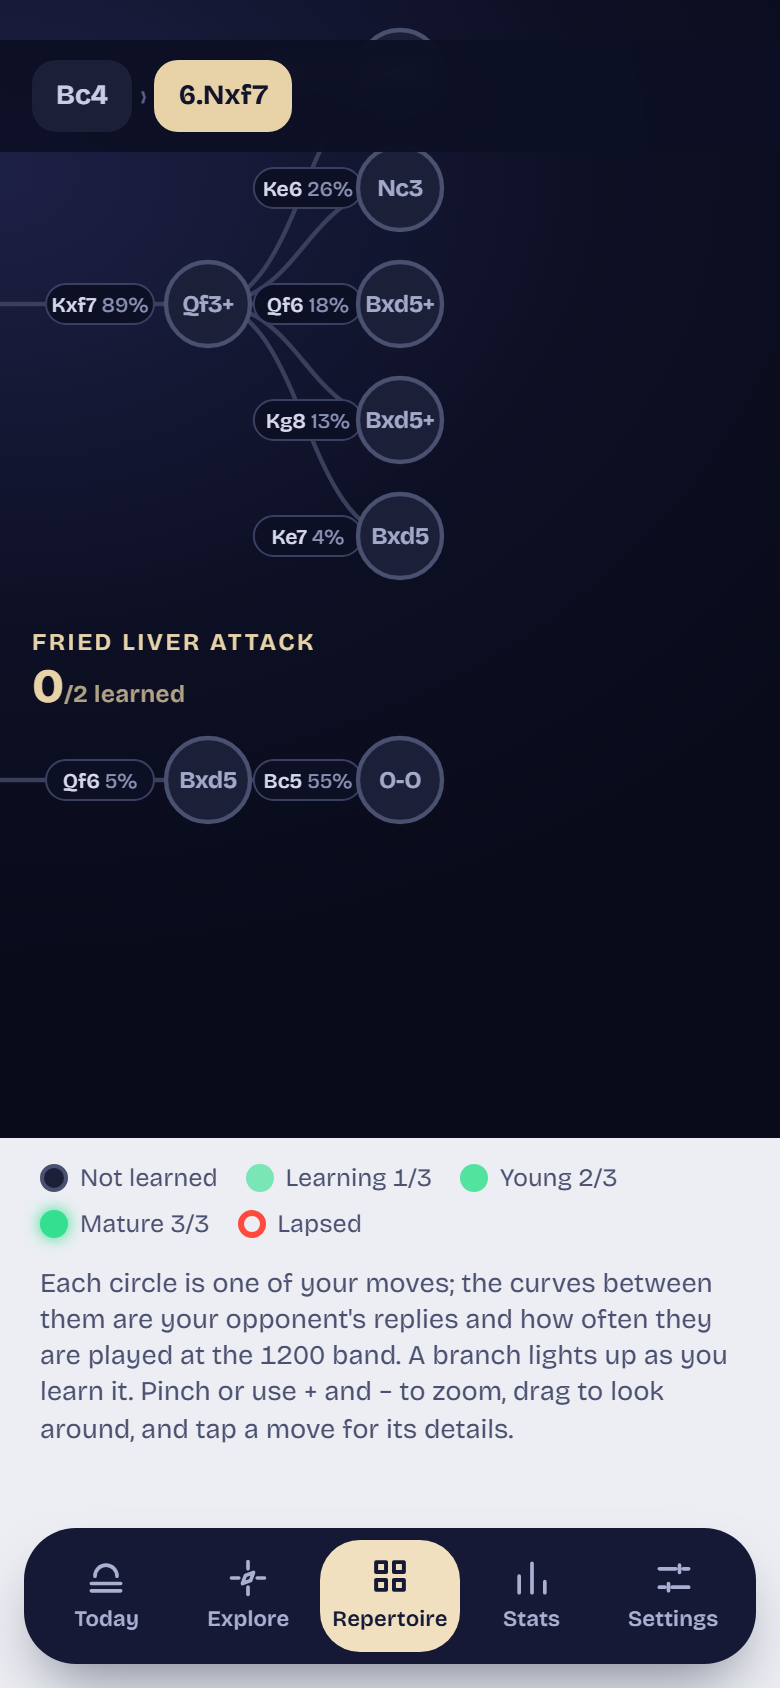 Bc4 › 6.Nxf7
Ke6 26% Nc3
Kxf7 89% Qf3+ Qf6 18% Bxd5+
Kg8 13% Bxd5+
Ke7 4% Bxd5
FRIED LIVER ATTACK
0/2 learned
Qf6 5% Bxd5 Bc5 55% O-O
Not learned Learning 1/3 Young 2/3
Mature 3/3 Lapsed
Each circle is one of your moves; the curves between
them are your opponent's replies and how often they
are played at the 1200 band. A branch lights up as you
learn it. Pinch or use + and − to zoom, drag to look
around, and tap a move for its details.
Today Explore Repertoire Stats Settings